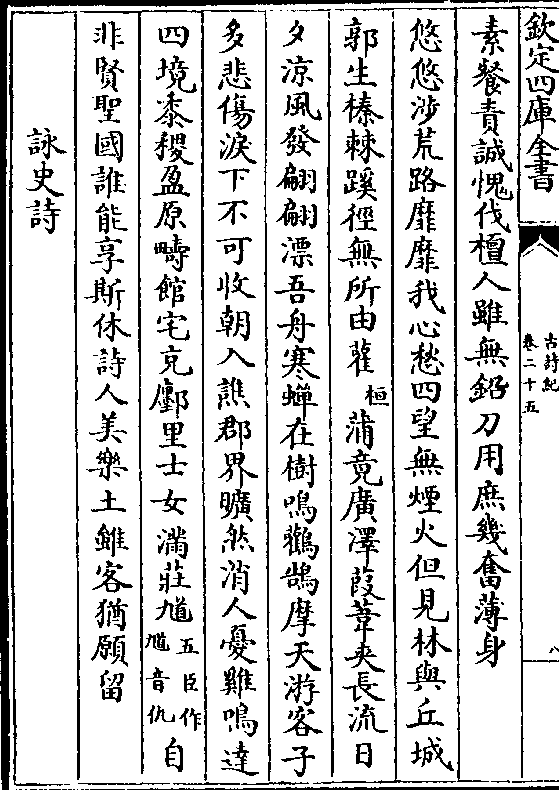 欽定四庫全書
古詩紀
卷二十五
八
素餐責誠愧伐檀人雖無鉛刀用庶幾奮薄身
悠悠涉荒路靡靡我心愁四望無煙火但見林與丘城
郭生榛棘蹊徑無所由雚桓蒲竟廣澤葭葦夾長流日
夕涼風發翩翩漂吾舟寒蟬在樹鳴鸛鵠摩天游客子
多悲傷淚下不可收朝入譙郡界曠然消人憂雞鳴達
四境黍稷盈原疇館宅充鄽里士女滿莊馗五臣作馗音仇自
非賢聖國誰能享斯休詩人美樂土雖客猶願留
詠史詩